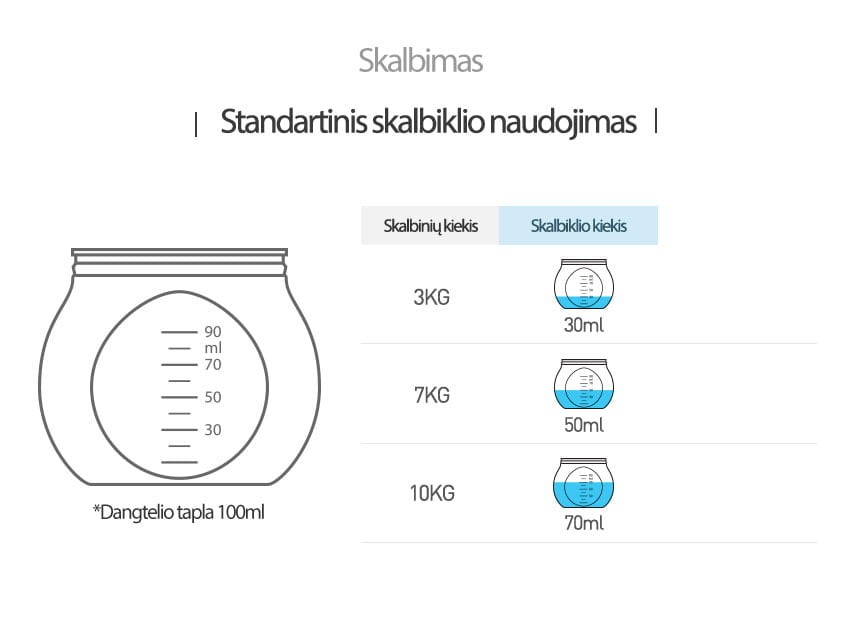 Skalbimas
| Standartinis skalbiklio naudojimas |
90
ml
70
50
30
*Dangtelio tapla 100ml
Skalbinių kiekis Skalbiklio kiekis
3KG
30ml
7KG
50ml
10KG
70ml